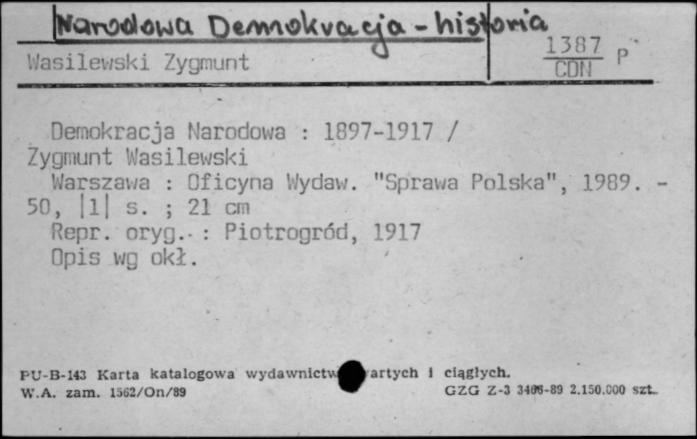 Narodowa Demokracja - historia
Wasilewski Zygmunt
1387 P
CDN
Demokracja Narodowa : 1897-1917 /
Zygmunt Wasilewski
Warszawa : Oficyna Wydaw. "Sprawa Polska", 1989. -
50, |1| s. ; 21 cm
Repr. oryg. : Piotrogród, 1917
Opis wg okł.
PU-B-143 Karta katalogowa wydawnictw i ciągłych.
W.A. zam. 1562/On/89
GZG Z-3 -89 2.150.000 szt.